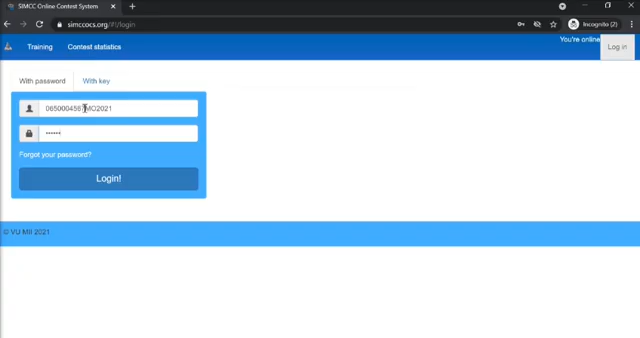 SIMCC Online Contest System
simccocs.org/#!/login
Incognito (2)
Training
Contest statistics
You're online
Log in
With password
With key
MO2021
••••••
Forgot your password?
Login!
© VU MII 2021